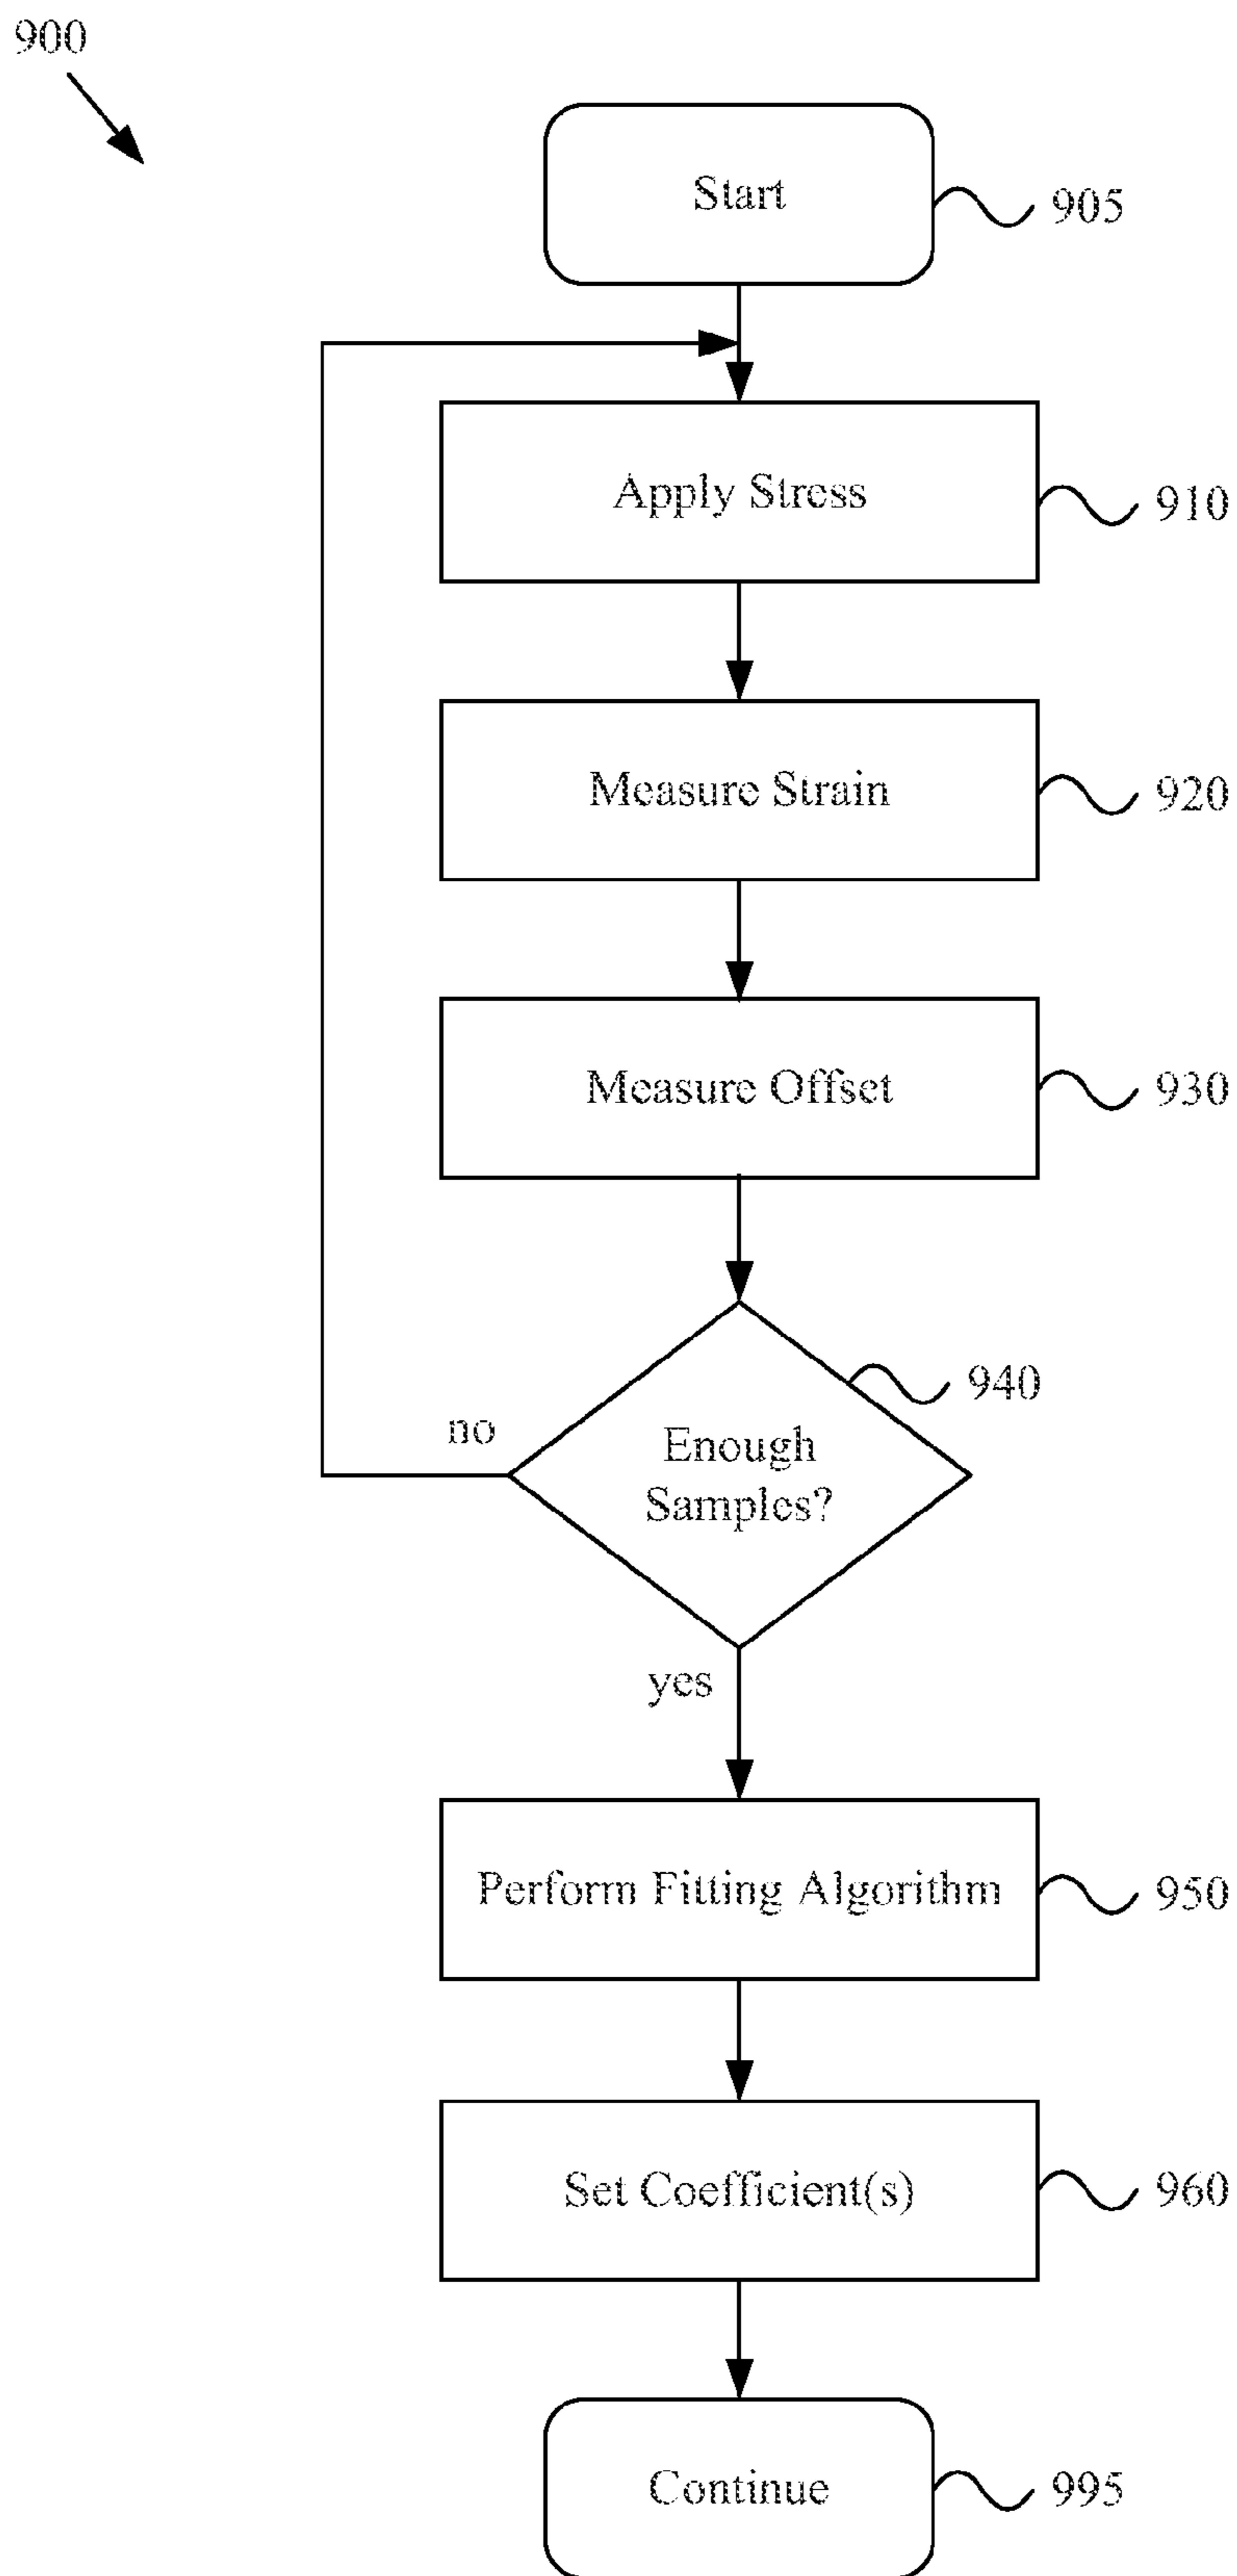 900
Start
905
Apply Stress
910
Measure Strain
920
Measure Offset
930
940
no
Enough
Samples?
yes
Perform Fitting Algorithm
950
Set Coefficient(s)
960
Continue
995